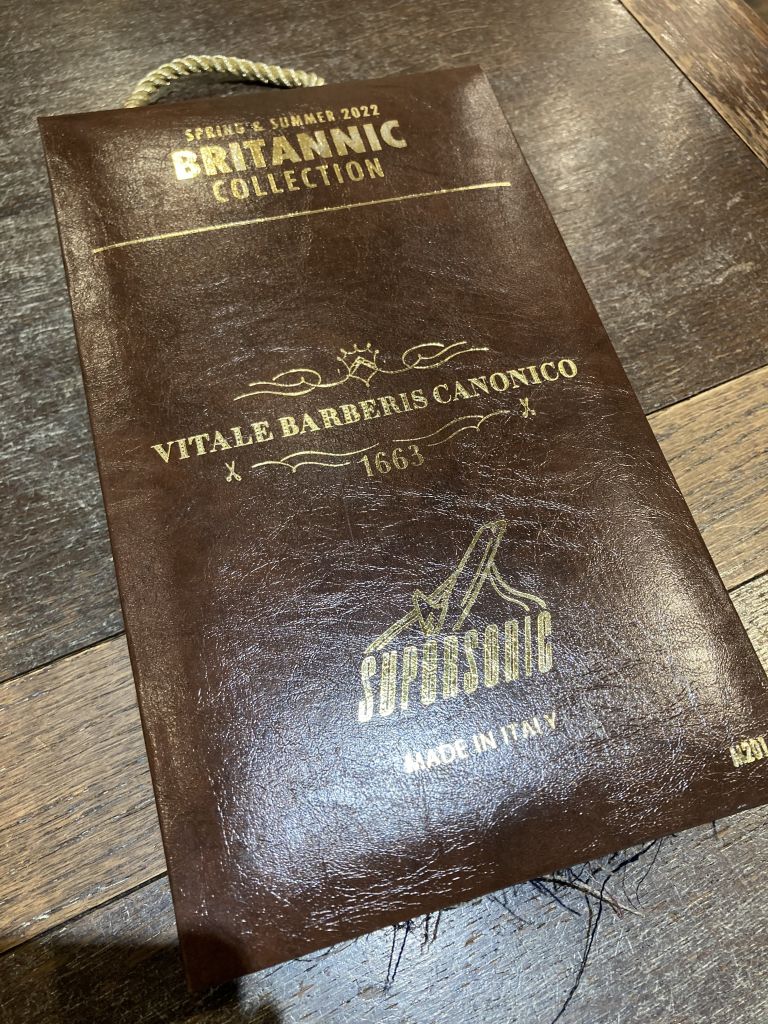 SPRING & SUMMER 2022
BRITANNIC
COLLECTION
VITALE BARBERIS CANONICO
1663
SUPERSONIC
MADE IN ITALY